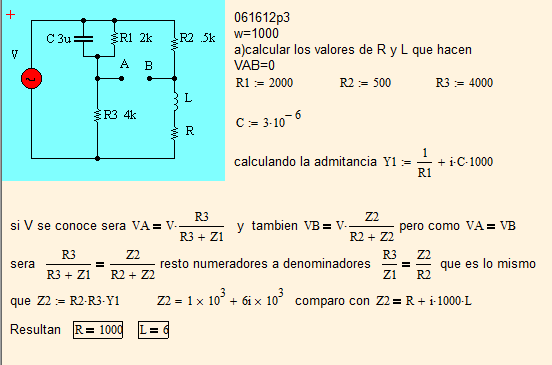 +
V
C 3u
R1 2k
R2 .5k
A
B
L
R3 4k
R
061612p3
w=1000
a)calcular los valores de R y L que hacen
VAB=0
R1 := 2000 R2 := 500 R3 := 4000
C := 3·10^-6
calculando la admitancia Y1 := 1/R1 + i·C·1000
si V se conoce sera VA = V· R3/(R3 + Z1) y tambien VB = V· Z2/(R2 + Z2) pero como VA = VB
sera R3/(R3 + Z1) = Z2/(R2 + Z2) resto numeradores a denominadores R3/Z1 = Z2/R2 que es lo mismo
que Z2 := R2·R3·Y1 Z2 = 1 × 10^3 + 6i × 10^3 comparo con Z2 = R + i·1000·L
Resultan R = 1000 L = 6